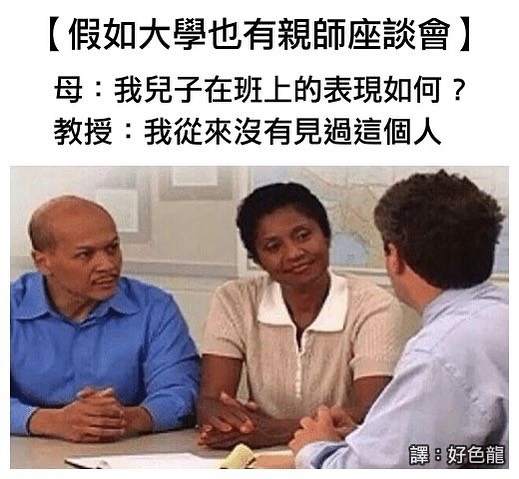 【假如大學也有親師座談會】
母：我兒子在班上的表現如何？
教授：我從來沒有見過這個人
譯：好色龍